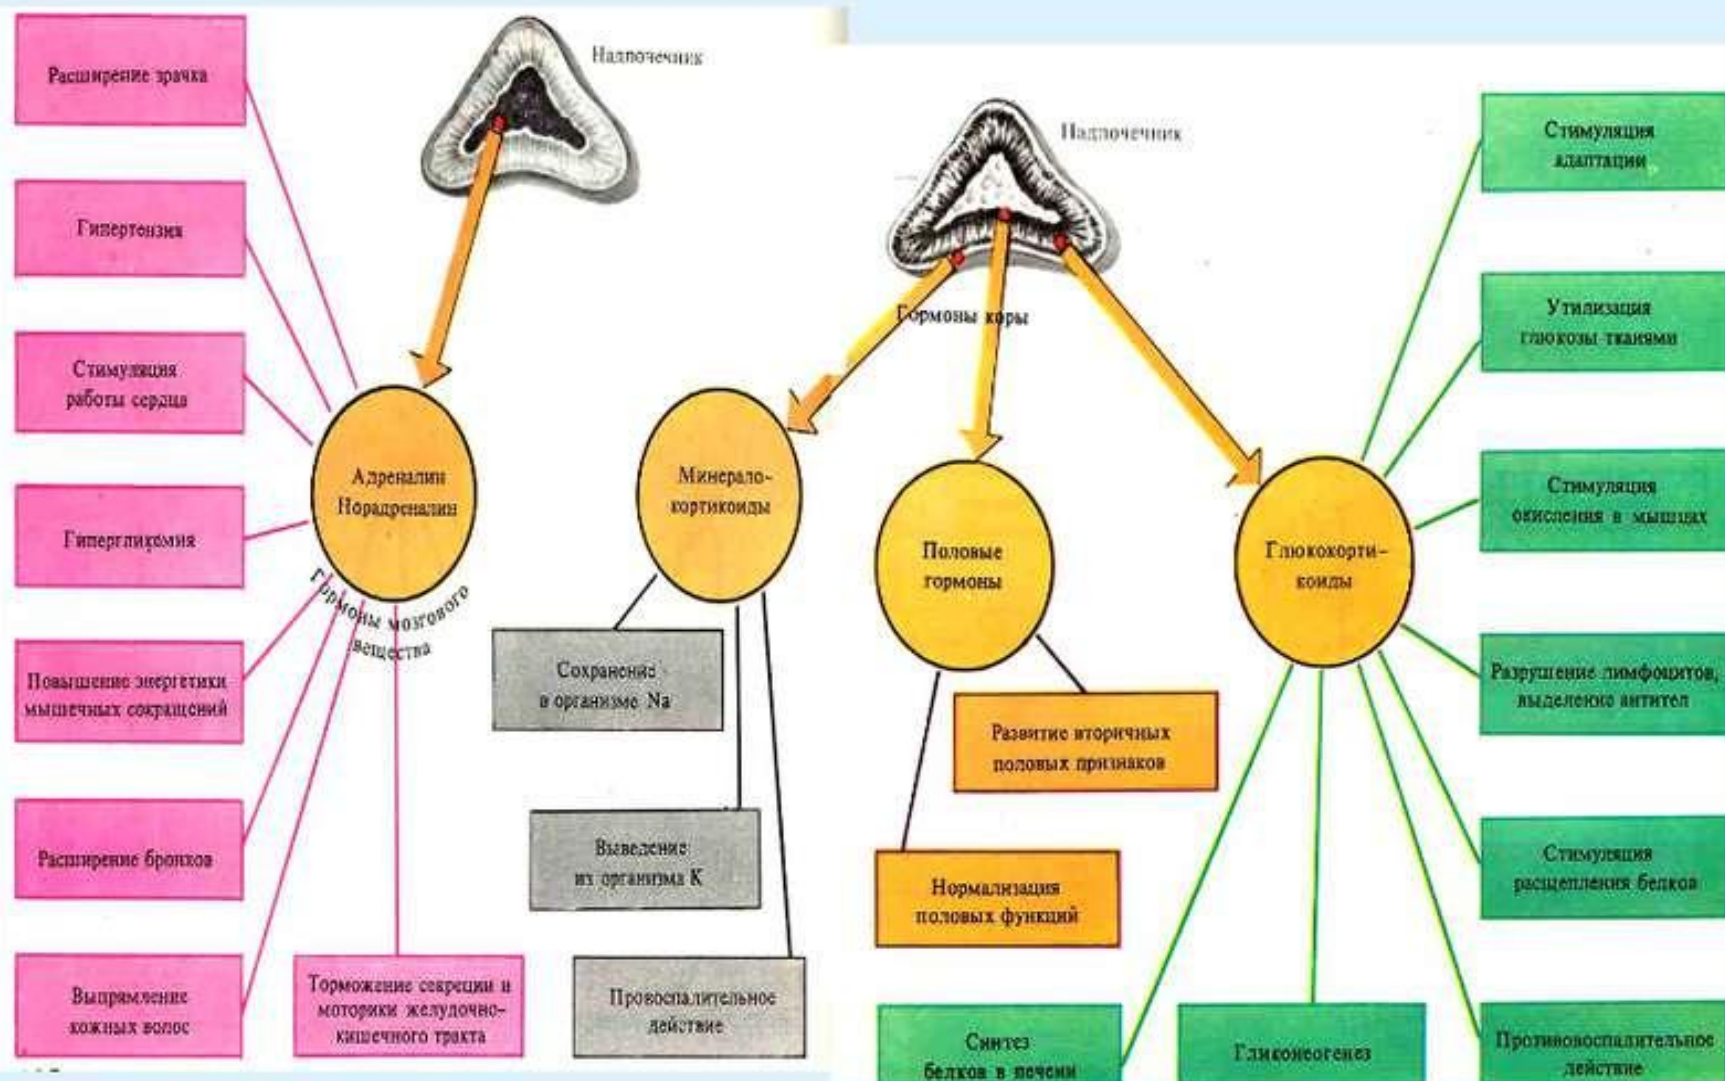 Надпочечник
Расширение зрачка
Гипертензия
Стимуляция
работы сердца
Гипергликемия
Повышение энергетики
мышечных сокращений
Расширение бронхов
Выпрямление
кожных волос
Торможение секреции и
моторики желудочно-
кишечного тракта
Адреналин
Норадреналин
Гормоны мозгового
вещества
Надпочечник
Гормоны коры
Минерало-
кортикоиды
Сохранение
в организме Na
Выведение
из организма K
Провоспалительное
действие
Половые
гормоны
Развитие вторичных
половых признаков
Нормализация
половых функций
Глюкокорти-
коиды
Стимуляция
адаптации
Утилизация
глюкозы тканями
Стимуляция
окисления в мышцах
Разрушение лимфоцитов,
выделение антител
Стимуляция
расщепления белков
Противовоспалительное
действие
Гликонеогенез
Синтез
белков в печени